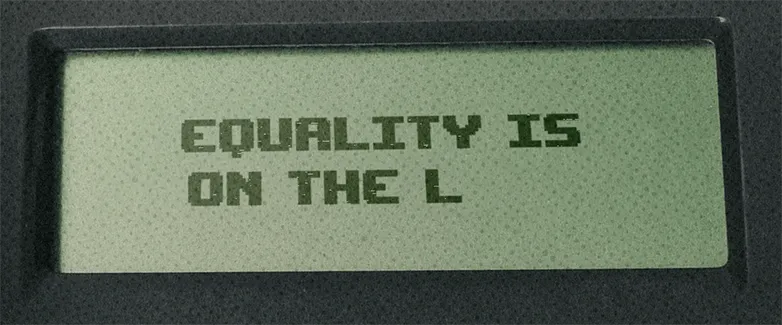 EQUALITY IS
ON THE L